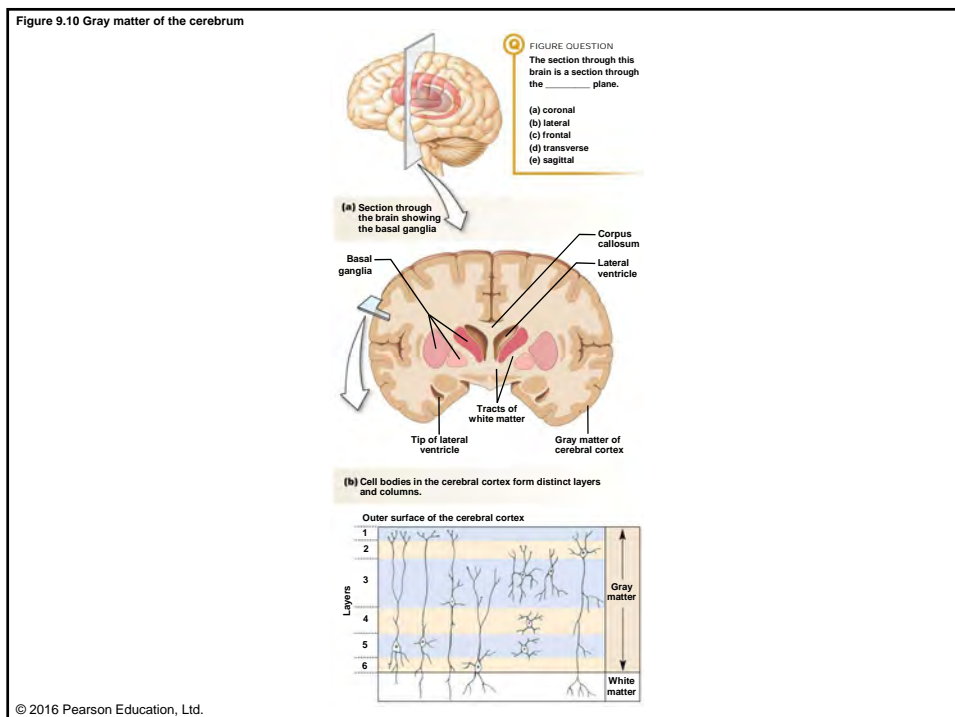 Figure 9.10 Gray matter of the cerebrum
Q FIGURE QUESTION
The section through this
brain is a section through
the _________ plane.
(a) coronal
(b) lateral
(c) frontal
(d) transverse
(e) sagittal
(a) Section through
the brain showing
the basal ganglia
Corpus
callosum
Basal
ganglia
Lateral
ventricle
Tracts of
white matter
Tip of lateral
ventricle
Gray matter of
cerebral cortex
(b) Cell bodies in the cerebral cortex form distinct layers
and columns.
Outer surface of the cerebral cortex
Layers
1
2
3
4
5
6
Gray
matter
White
matter
© 2016 Pearson Education, Ltd.